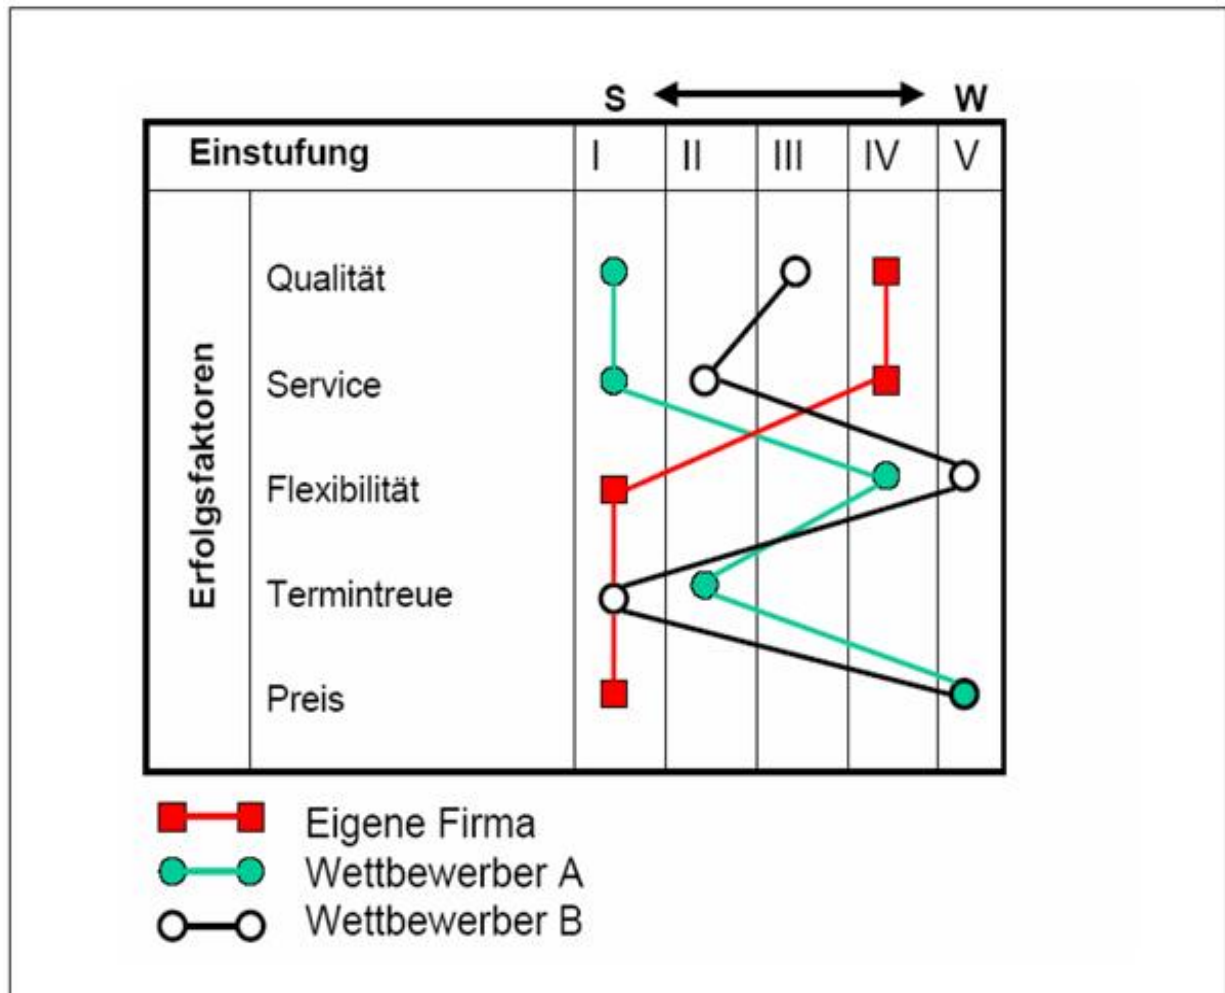 S W
Einstufung I II III IV V
Erfolgsfaktoren
Qualität
Service
Flexibilität
Termintreue
Preis
Eigene Firma
Wettbewerber A
Wettbewerber B